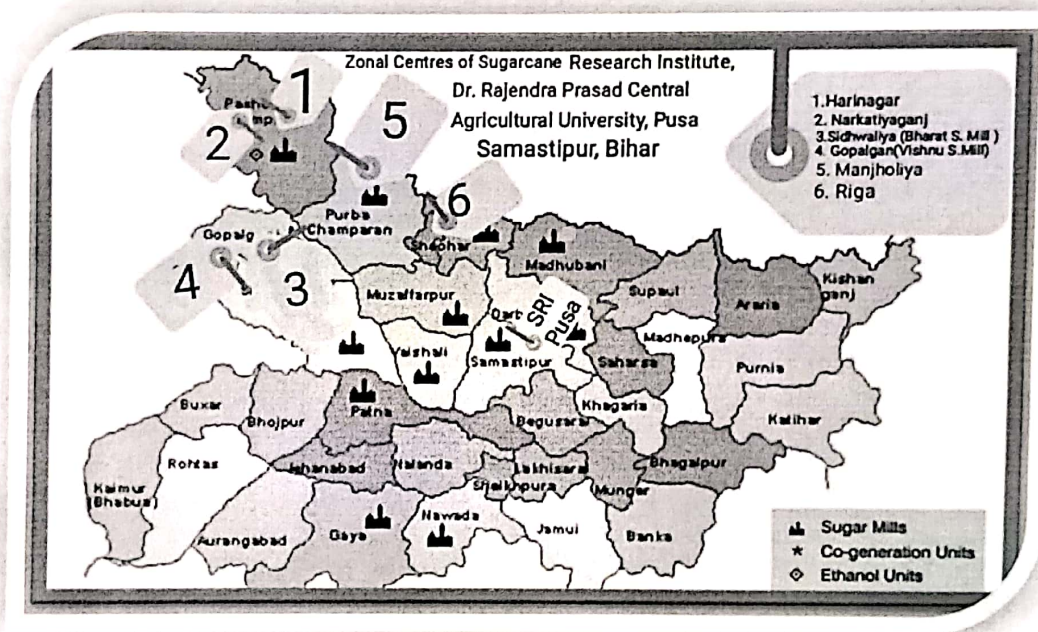 Zonal Centres of Sugarcane Research Institute,
Dr. Rajendra Prasad Central
Agricultural University, Pusa
Samastipur, Bihar
1.Harinagar
2. Narkatiyaganj
3.Sidhwaliya (Bharat S. Mill )
4. Gopalgan(Vishnu S.Mill)
5. Manjholiya
6. Riga
1
2
5
6
4
3
Purba
Champaran
Gopalg
Sheohar
Madhubani
Muzaffarpur
SRI
Pusa
Supaul
Araria
Kishan
ganj
Vaishali
Samastipur
Madhepura
Saharsa
Purnia
Buxar
Bhojpur
Patna
Begusarai
Khagaria
Katihar
Rohtas
Jehanabad
Nalanda
Lakhisarai
Sheikhpura
Munger
Bhagalpur
Kaimur
(Bhabua)
Aurangabad
Gaya
Nawada
Jamui
Banka
Sugar Mills
Co-generation Units
Ethanol Units